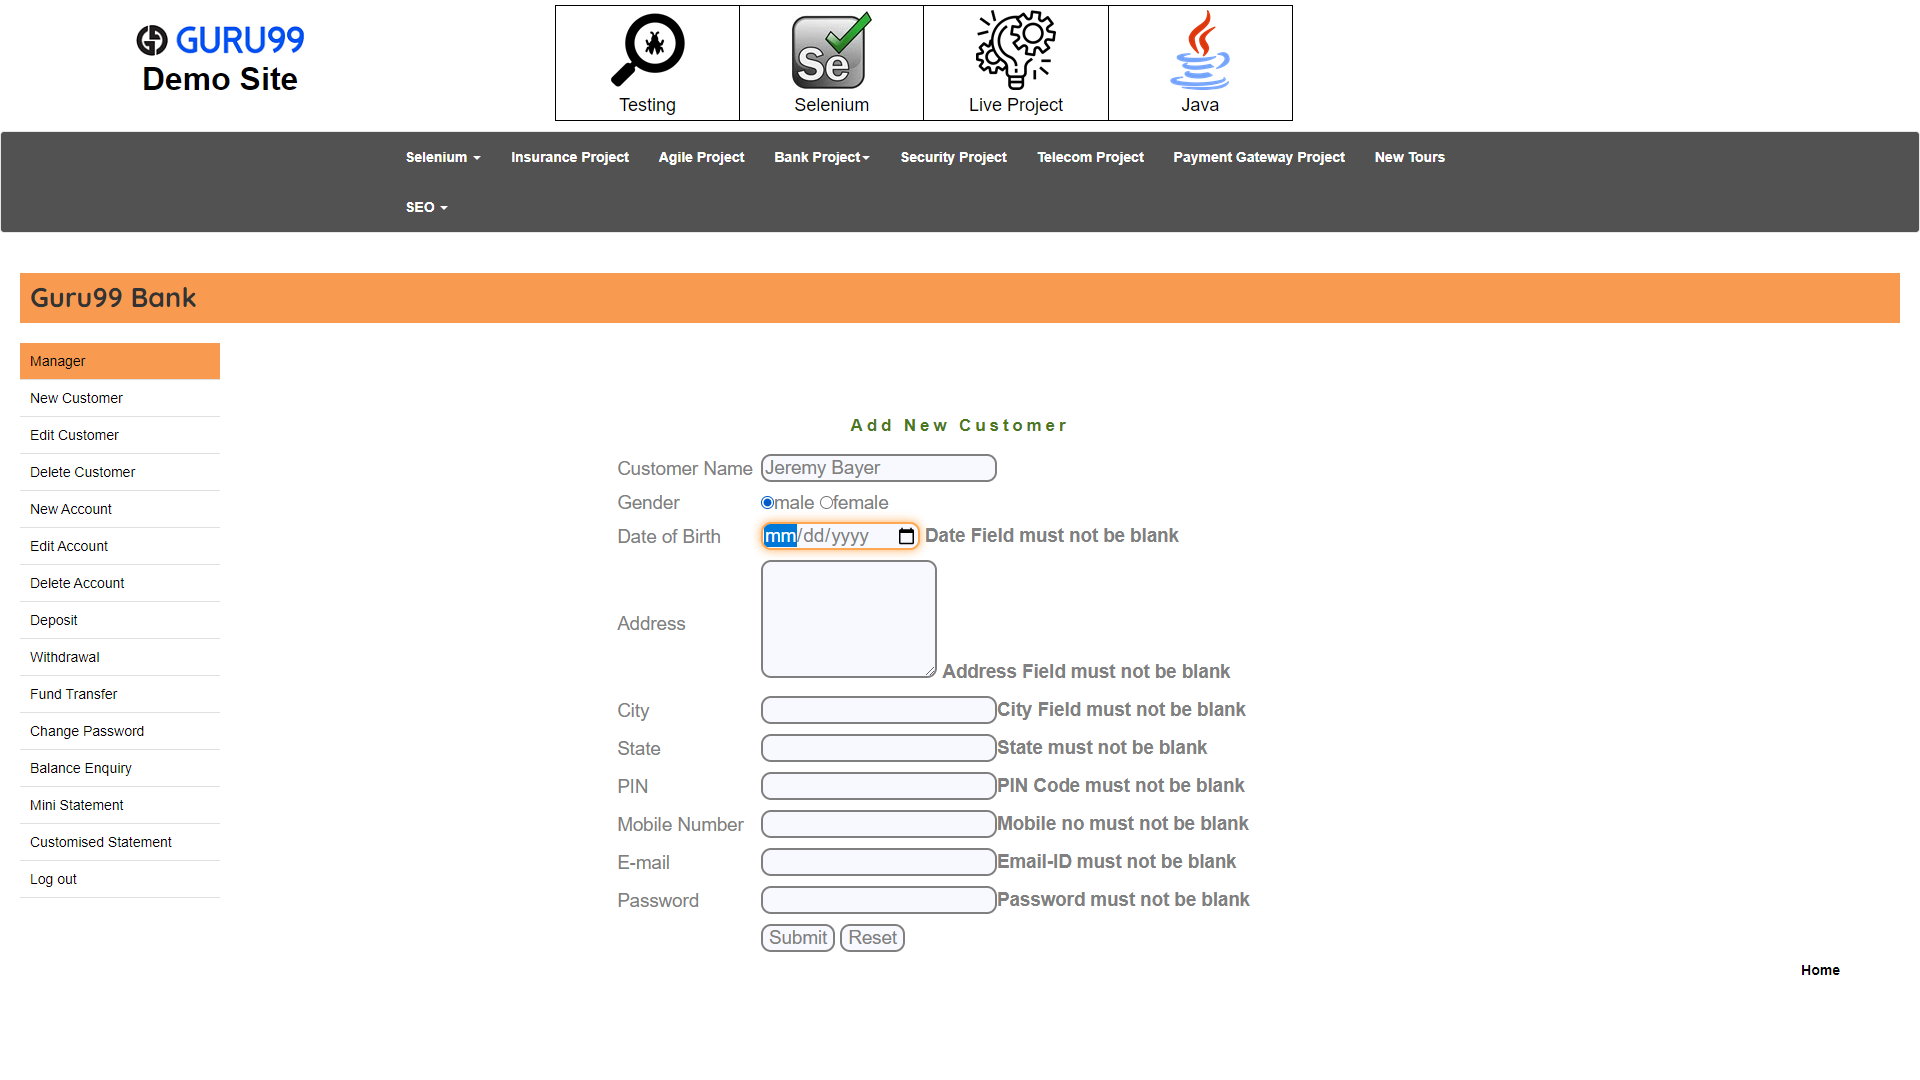 GURU99
Demo Site
Se
Testing
Selenium
Live Project
Java
Selenium
Insurance Project
Agile Project
Bank Project
Security Project
Telecom Project
Payment Gateway Project
New Tours
SEO
Guru99 Bank
Manager
New Customer
Edit Customer
Delete Customer
New Account
Edit Account
Delete Account
Deposit
Withdrawal
Fund Transfer
Change Password
Balance Enquiry
Mini Statement
Customised Statement
Log out
Add New Customer
Customer Name Jeremy Bayer
Gender male female
Date of Birth mm/dd/yyyy Date Field must not be blank
Address Address Field must not be blank
City City Field must not be blank
State State must not be blank
PIN PIN Code must not be blank
Mobile Number Mobile no must not be blank
E-mail Email-ID must not be blank
Password Password must not be blank
Submit Reset
Home